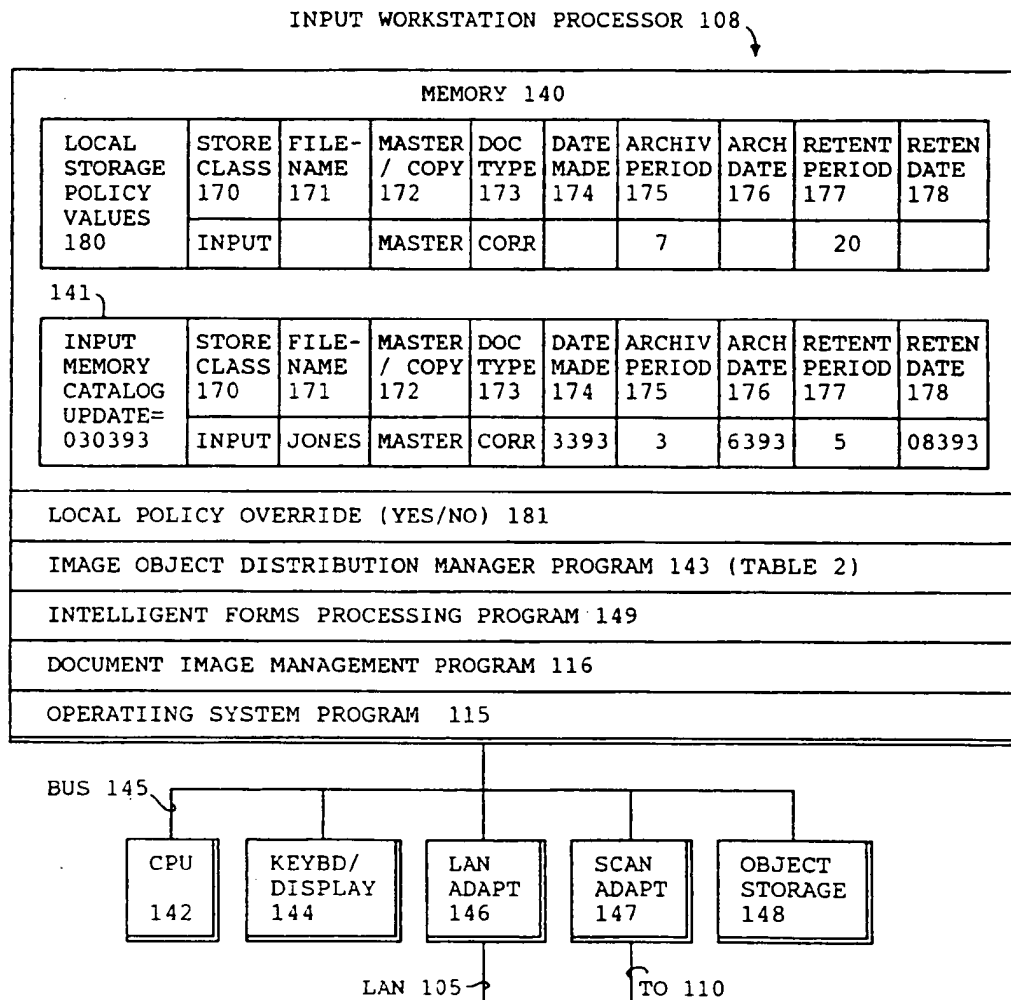 INPUT WORKSTATION PROCESSOR 108
MEMORY 140
LOCAL STORE FILE- MASTER DOC DATE ARCHIV ARCH RETENT RETEN
STORAGE CLASS NAME / COPY TYPE MADE PERIOD DATE PERIOD DATE
POLICY 170 171 172 173 174 175 176 177 178
VALUES
180 INPUT MASTER CORR 7 20
141
INPUT STORE FILE- MASTER DOC DATE ARCHIV ARCH RETENT RETEN
MEMORY CLASS NAME / COPY TYPE MADE PERIOD DATE PERIOD DATE
CATALOG 170 171 172 173 174 175 176 177 178
UPDATE=
030393 INPUT JONES MASTER CORR 3393 3 6393 5 08393
LOCAL POLICY OVERRIDE (YES/NO) 181
IMAGE OBJECT DISTRIBUTION MANAGER PROGRAM 143 (TABLE 2)
INTELLIGENT FORMS PROCESSING PROGRAM 149
DOCUMENT IMAGE MANAGEMENT PROGRAM 116
OPERATIING SYSTEM PROGRAM 115
BUS 145
CPU KEYBD/ LAN SCAN OBJECT
DISPLAY ADAPT ADAPT STORAGE
142 144 146 147 148
LAN 105 TO 110